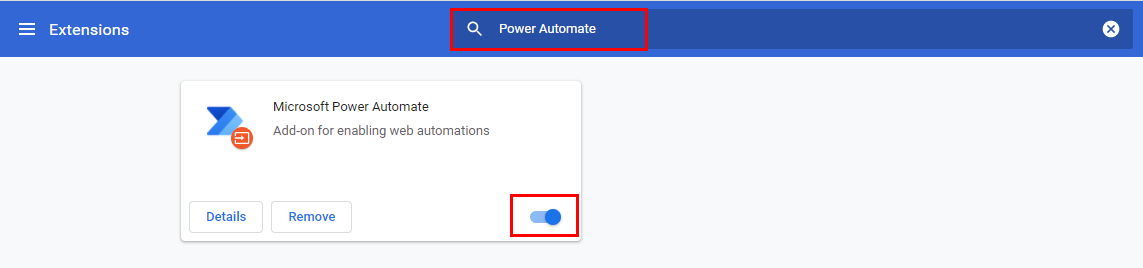 Extensions
Power Automate
Microsoft Power Automate
Add-on for enabling web automations
Details
Remove